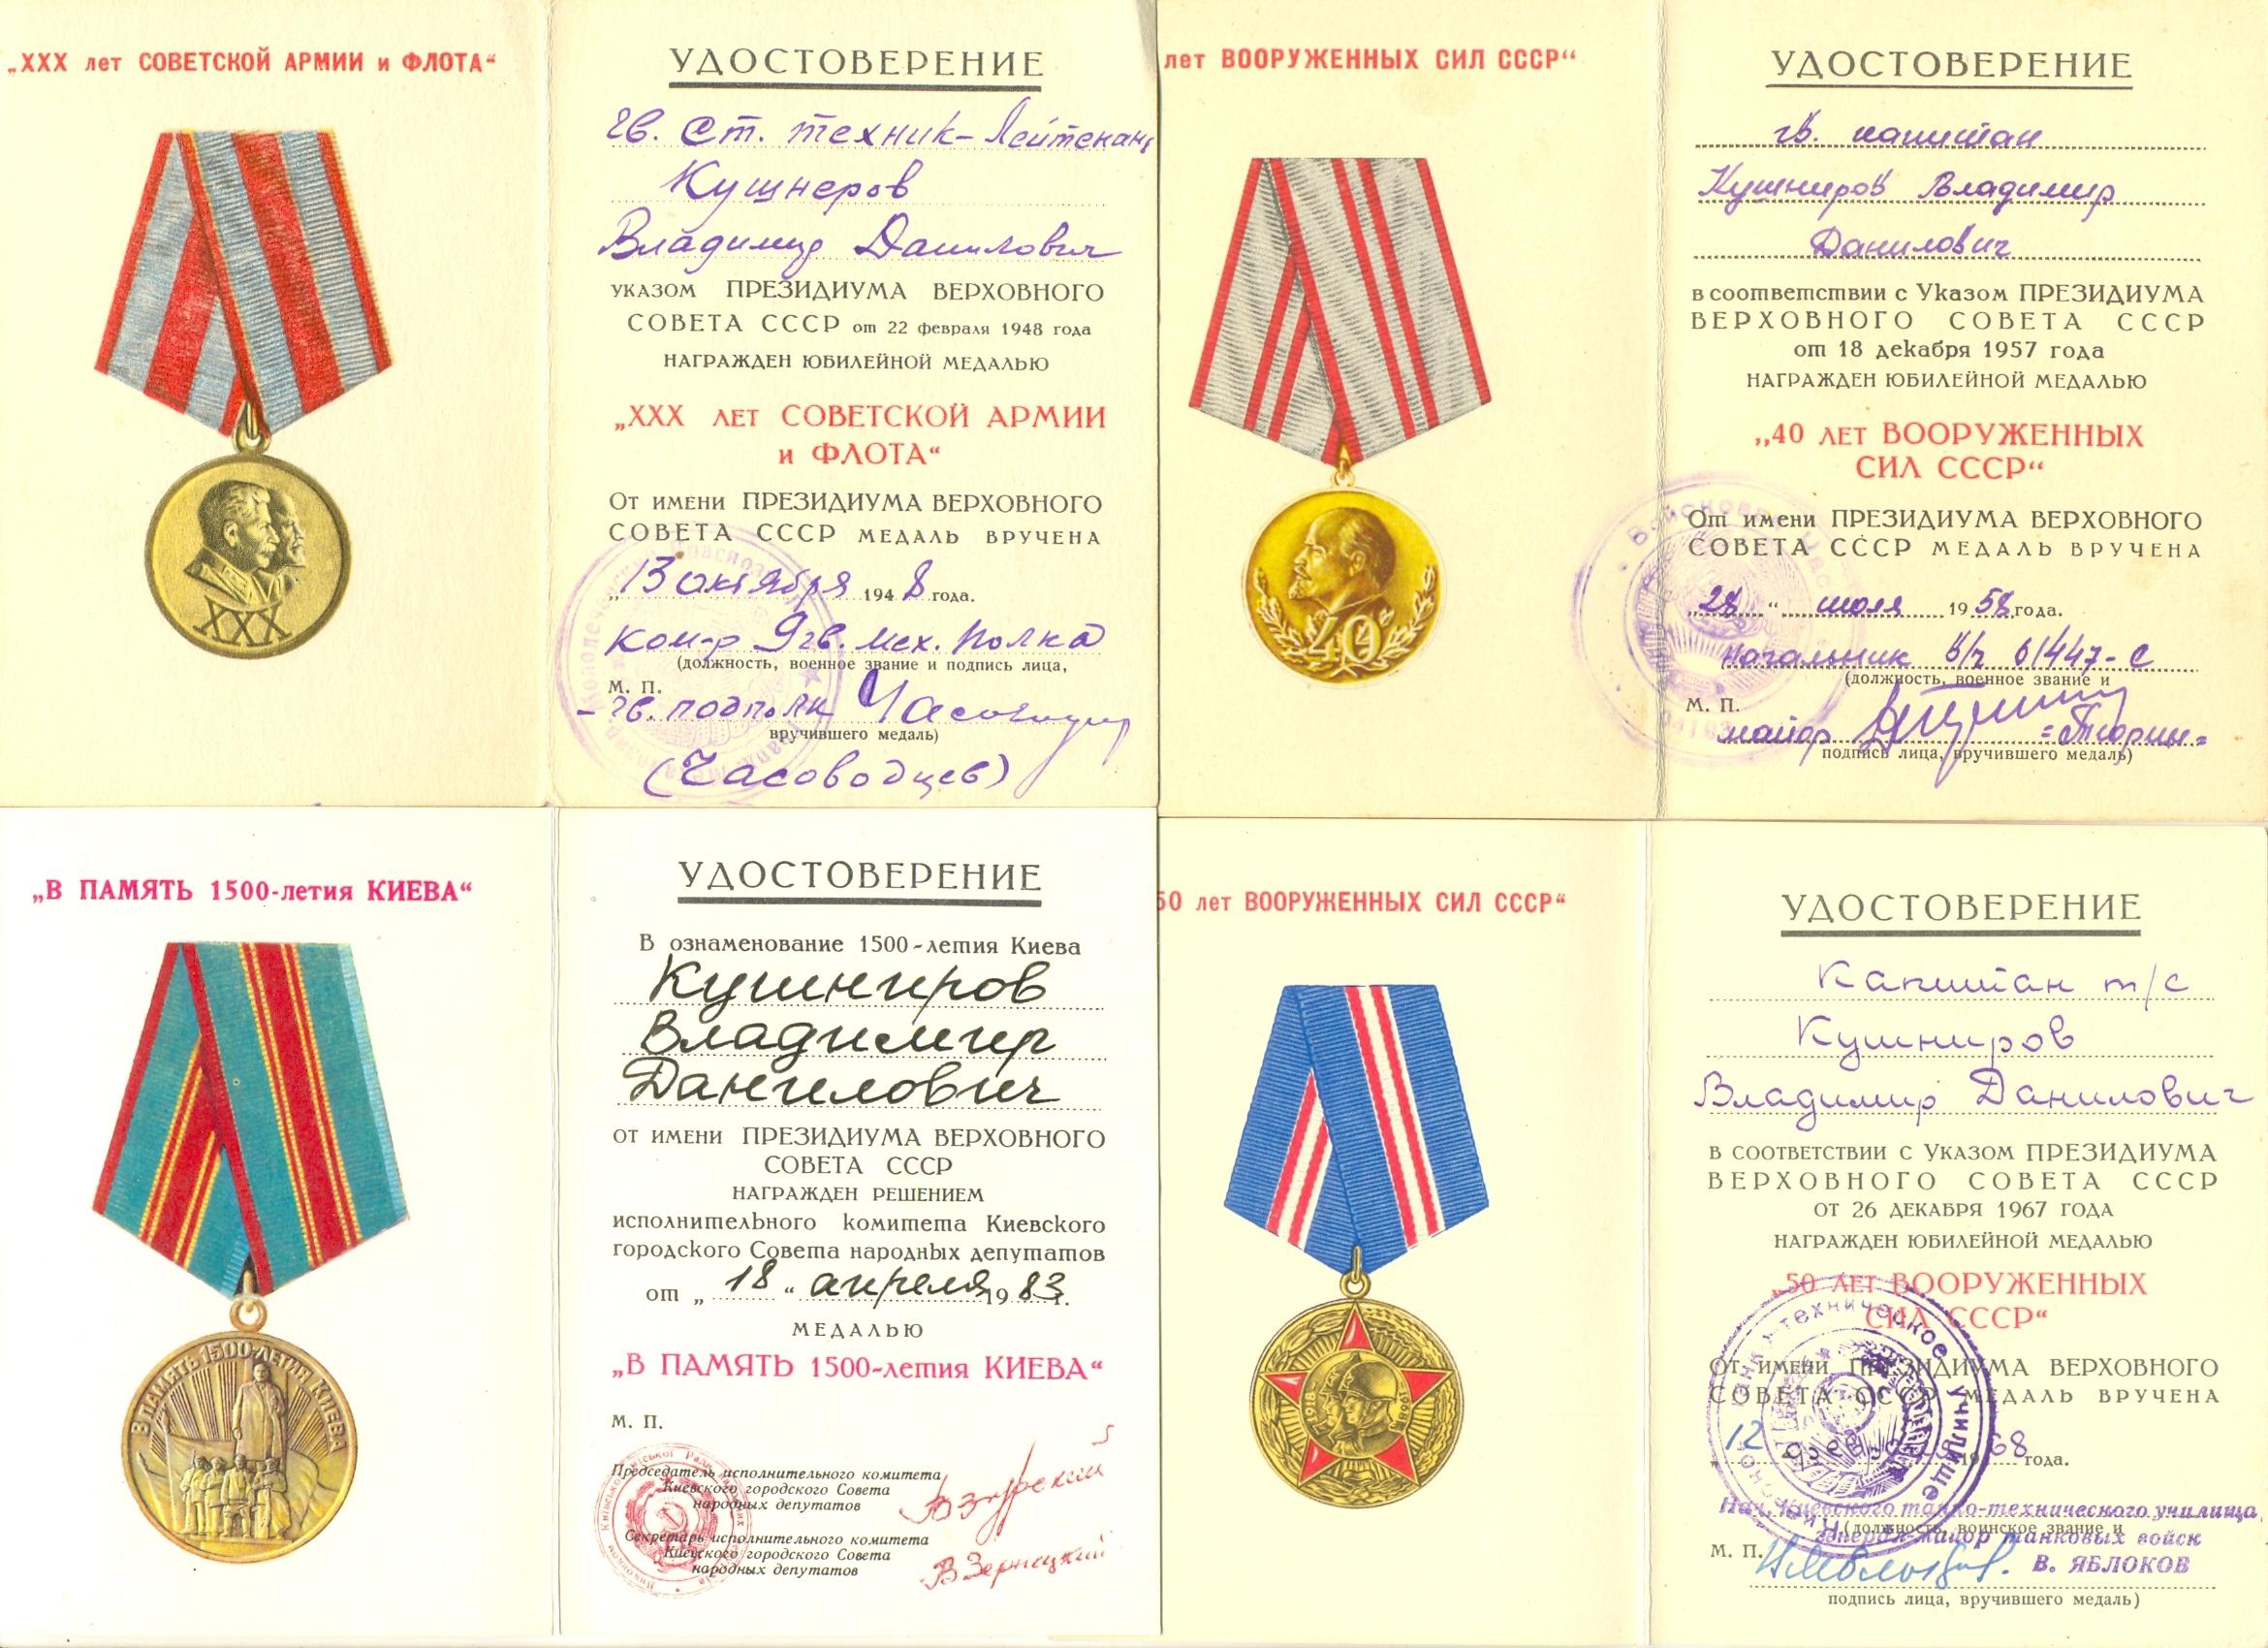 „XXX лет СОВЕТСКОЙ АРМИИ и ФЛОТА“
XXX
УДОСТОВЕРЕНИЕ
гв. Ст. техник-Лейтенант
Кушнеров
Владимир Данилович
УКАЗОМ ПРЕЗИДИУМА ВЕРХОВНОГО
СОВЕТА СССР от 22 февраля 1948 года
НАГРАЖДЕН ЮБИЛЕЙНОЙ МЕДАЛЬЮ
„XXX ЛЕТ СОВЕТСКОЙ АРМИИ
и ФЛОТА“
От имени ПРЕЗИДИУМА ВЕРХОВНОГО
СОВЕТА СССР МЕДАЛЬ ВРУЧЕНА
„13 октября 1948 года.
Ком-р 9 гв. мех. Полка
(должность, военное звание и подпись лица,
М. П.
- гв. подполк
вручившего медаль)
(Часоводцев)
лет ВООРУЖЕННЫХ СИЛ СССР“
40
УДОСТОВЕРЕНИЕ
гв. капитан
Кушниров Владимир
Данилович
в соответствии с Указом ПРЕЗИДИУМА
ВЕРХОВНОГО СОВЕТА СССР
от 18 декабря 1957 года
НАГРАЖДЕН ЮБИЛЕЙНОЙ МЕДАЛЬЮ
„40 ЛЕТ ВООРУЖЕННЫХ
СИЛ СССР“
От имени ПРЕЗИДИУМА ВЕРХОВНОГО
СОВЕТА СССР МЕДАЛЬ ВРУЧЕНА
„28“ июля 1958 года.
Начальник в/ч 61447-С
(должность, военное звание и
М. П.
майор
подпись лица, вручившего медаль)
„В ПАМЯТЬ 1500-летия КИЕВА“
В ПАМЯТЬ 1500-ЛЕТИЯ КИЕВА
УДОСТОВЕРЕНИЕ
В ознаменование 1500-летия Киева
Кушниров
Владимир
Данилович
ОТ ИМЕНИ ПРЕЗИДИУМА ВЕРХОВНОГО
СОВЕТА СССР
НАГРАЖДЕН РЕШЕНИЕМ
исполнительного комитета Киевского
городского Совета народных депутатов
от „18“ апреля 1983 г.
МЕДАЛЬЮ
„В ПАМЯТЬ 1500-летия КИЕВА“
М. П.
Председатель исполнительного комитета
Киевского городского Совета
народных депутатов
Секретарь исполнительного комитета
Киевского городского Совета
народных депутатов
50 лет ВООРУЖЕННЫХ СИЛ СССР“
1918 1968
УДОСТОВЕРЕНИЕ
Капитан т/с
Кушниров
Владимир Данилович
В СООТВЕТСТВИИ С УКАЗОМ ПРЕЗИДИУМА
ВЕРХОВНОГО СОВЕТА СССР
ОТ 26 ДЕКАБРЯ 1967 ГОДА
НАГРАЖДЕН ЮБИЛЕЙНОЙ МЕДАЛЬЮ
„50 ЛЕТ ВООРУЖЕННЫХ
СИЛ СССР“
ОТ ИМЕНИ ПРЕЗИДИУМА ВЕРХОВНОГО
СОВЕТА СССР МЕДАЛЬ ВРУЧЕНА
12 1968 года.
Нач. Киевского танко-технического училища
(должность, воинское звание и
генерал-майор танковых войск
М. П.
В. ЯБЛОКОВ
подпись лица, вручившего медаль)